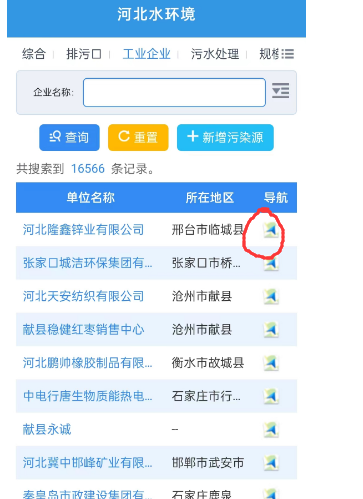 河北水环境
综合 排污口 工业企业 污水处理 规模
企业名称:
查询 重置 新增污染源
共搜索到 16566 条记录。
单位名称 所在地区 导航
河北隆鑫锌业有限公司 邢台市临城县
张家口城洁环保集团有... 张家口市桥...
河北天安纺织有限公司 沧州市献县
献县稳健红枣销售中心 沧州市献县
河北鹏帅橡胶制品有限... 衡水市故城县
中电行唐生物质能热电... 石家庄市行...
献县永诚 --
河北冀中邯峰矿业有限... 邯郸市武安市
秦皇岛市政建设集团有... 石家庄鹿泉